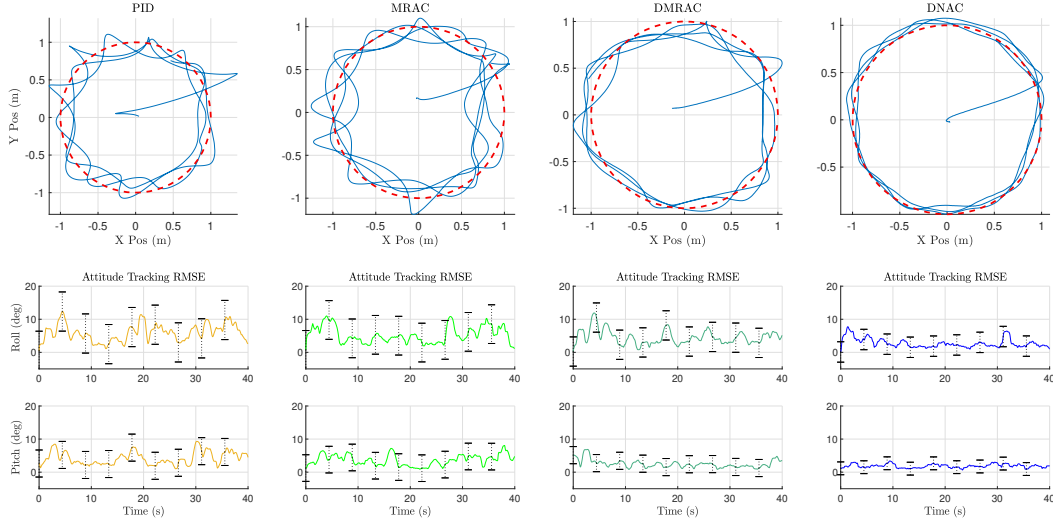 PID MRAC DMRAC DNAC
1 1 1 1
0.5 0.5 0.5 0.5
Y Pos (m)
0 0 0 0
-0.5 -0.5 -0.5 -0.5
-1 -1 -1 -1
-1 -0.5 0 0.5 1 -1 -0.5 0 0.5 1 -1 -0.5 0 0.5 1 -1 -0.5 0 0.5 1
X Pos (m) X Pos (m) X Pos (m) X Pos (m)
Attitude Tracking RMSE Attitude Tracking RMSE Attitude Tracking RMSE Attitude Tracking RMSE
20 20 20 20
Roll (deg)
10 10 10 10
0 0 0 0
0 10 20 30 40 0 10 20 30 40 0 10 20 30 40 0 10 20 30 40
20 20 20 20
Pitch (deg)
10 10 10 10
0 0 0 0
0 10 20 30 40 0 10 20 30 40 0 10 20 30 40 0 10 20 30 40
Time (s) Time (s) Time (s) Time (s)